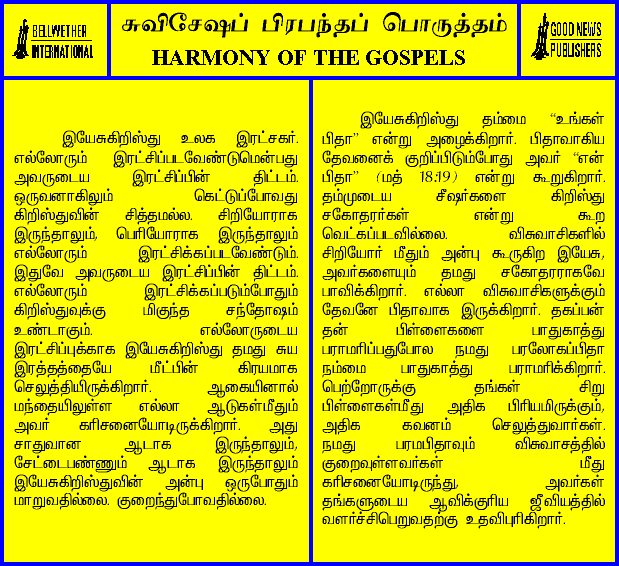 BELLWETHER
INTERNATIONAL
சுவிசேஷப் பிரபந்தப் பொருத்தம்
HARMONY OF THE GOSPELS
GOOD NEWS
PUBLISHERS
இயேசுகிறிஸ்து உலக இரட்சகர்.
எல்லோரும் இரட்சிப்படவேண்டுமென்பது
அவருடைய இரட்சிப்பின் திட்டம்.
ஒருவனாகிலும் கெட்டுப்போவது
கிறிஸ்துவின் சித்தமல்ல. சிறியோராக
இருந்தாலும், பெரியோராக இருந்தாலும்
எல்லோரும் இரட்சிக்கப்படவேண்டும்.
இதுவே அவருடைய இரட்சிப்பின் திட்டம்.
எல்லோரும் இரட்சிக்கப்படும்போதும்
கிறிஸ்துவுக்கு மிகுந்த சந்தோஷம்
உண்டாகும். எல்லோருடைய
இரட்சிப்புக்காக இயேசுகிறிஸ்து தமது சுய
இரத்தத்தையே மீட்பின் கிரயமாக
செலுத்தியிருக்கிறார். ஆகையினால்
மந்தையிலுள்ள எல்லா ஆடுகள்மீதும்
அவர் கரிசனையோடிருக்கிறார். அது
சாதுவான ஆடாக இருந்தாலும்,
சேட்டைபண்ணும் ஆடாக இருந்தாலும்
இயேசுகிறிஸ்துவின் அன்பு ஒருபோதும்
மாறுவதில்லை. குறைந்துபோவதில்லை.
இயேசுகிறிஸ்து தம்மை “உங்கள்
பிதா” என்று அழைக்கிறார். பிதாவாகிய
தேவனைக் குறிப்பிடும்போது அவர் “என்
பிதா” (மத் 18:19) என்று கூறுகிறார்.
தம்முடைய சீஷர்களை கிறிஸ்து
சகோதரர்கள் என்று கூற
வெட்கப்படவில்லை. விசுவாசிகளில்
சிறியோர் மீதும் அன்பு கூருகிற இயேசு,
அவர்களையும் தமது சகோதரராகவே
பாவிக்கிறார். எல்லா விசுவாசிகளுக்கும்
தேவனே பிதாவாக இருக்கிறார். தகப்பன்
தன் பிள்ளைகளை பாதுகாத்து
பராமரிப்பதுபோல நமது பரலோகப்பிதா
நம்மை பாதுகாத்து பராமரிக்கிறார்.
பெற்றோருக்கு தங்கள் சிறு
பிள்ளைகள்மீது அதிக பிரியமிருக்கும்,
அதிக கவனம் செலுத்துவார்கள்.
நமது பரமபிதாவும் விசுவாசத்தில்
குறைவுள்ளவர்கள் மீது
கரிசனையோடிருந்து, அவர்கள்
தங்களுடைய ஆவிக்குரிய ஜீவியத்தில்
வளர்ச்சிபெறுவதற்கு உதவிபுரிகிறார்.